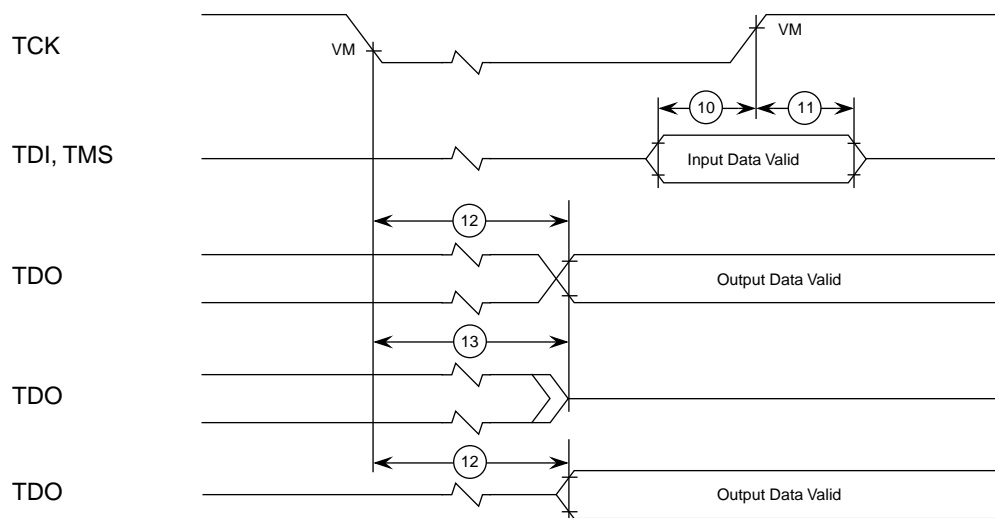 TCK
VM
VM
10
11
TDI, TMS
Input Data Valid
12
TDO
Output Data Valid
13
TDO
12
TDO
Output Data Valid